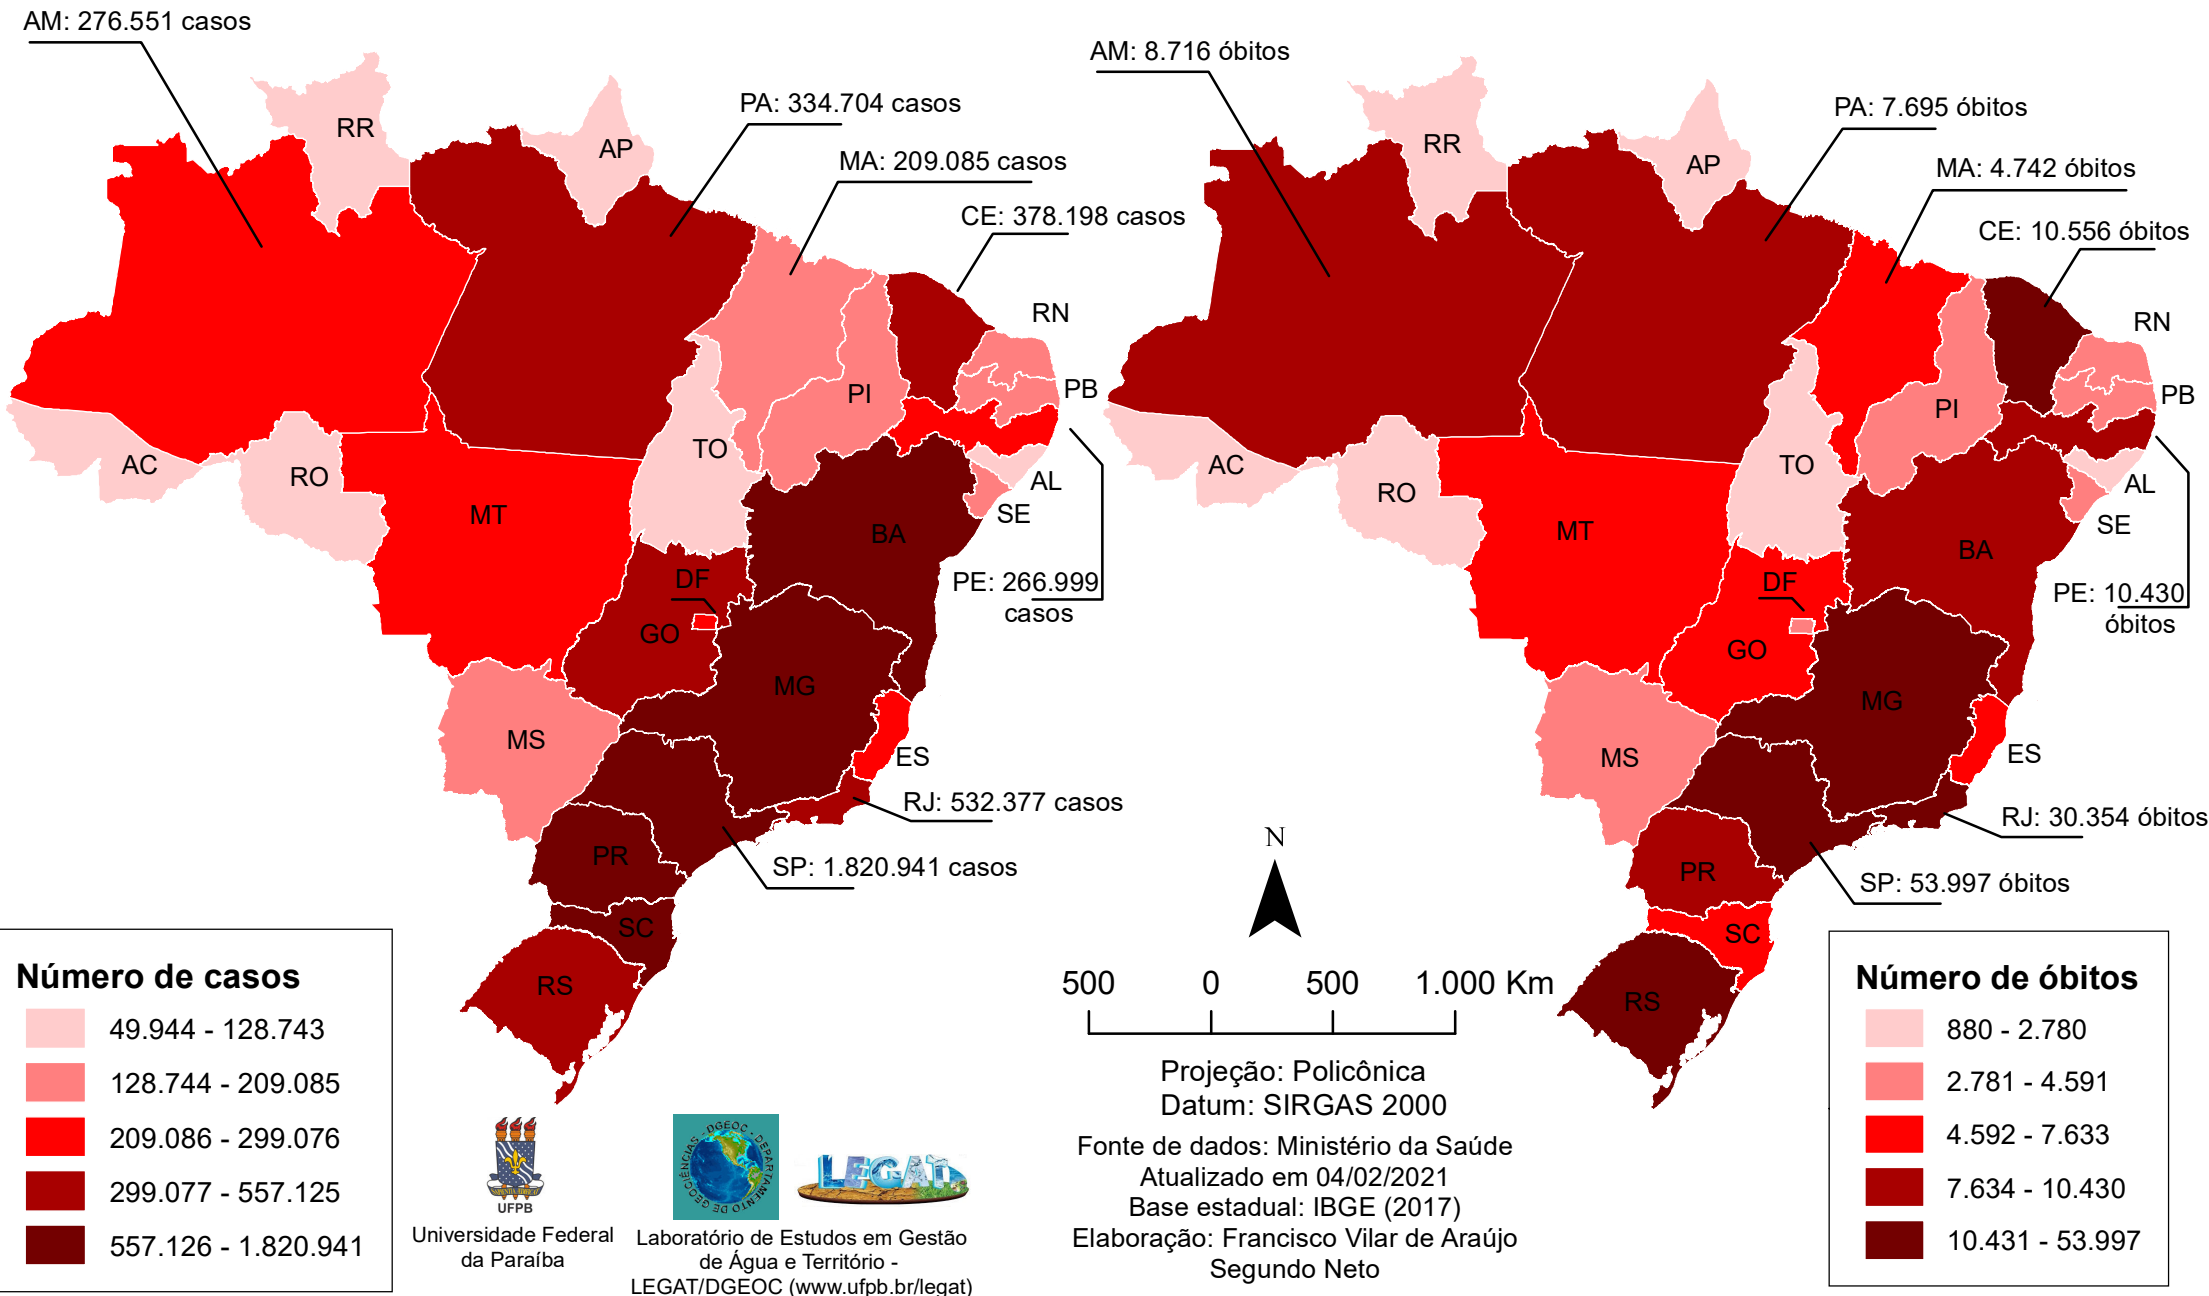 AM: 276.551 casos
RR
AP
PA: 334.704 casos
MA: 209.085 casos
CE: 378.198 casos
RN
PB
PI
TO
AC
RO
MT
AL
SE
BA
PE: 266.999
casos
DF
GO
MG
MS
ES
RJ: 532.377 casos
PR
SP: 1.820.941 casos
SC
RS
Número de casos
49.944 - 128.743
128.744 - 209.085
209.086 - 299.076
299.077 - 557.125
557.126 - 1.820.941
UFPB
Universidade Federal
da Paraíba
DGEOC - DEPARTAMENTO DE GEOCIÊNCIAS -
LEGAT
Laboratório de Estudos em Gestão
de Água e Território -
LEGAT/DGEOC (www.ufpb.br/legat)
AM: 8.716 óbitos
RR
AP
PA: 7.695 óbitos
MA: 4.742 óbitos
CE: 10.556 óbitos
RN
PB
PI
TO
AC
RO
MT
AL
SE
BA
PE: 10.430
óbitos
DF
GO
MG
MS
ES
RJ: 30.354 óbitos
PR
SP: 53.997 óbitos
SC
RS
N
500 0 500 1.000 Km
Projeção: Policônica
Datum: SIRGAS 2000
Fonte de dados: Ministério da Saúde
Atualizado em 04/02/2021
Base estadual: IBGE (2017)
Elaboração: Francisco Vilar de Araújo
Segundo Neto
Número de óbitos
880 - 2.780
2.781 - 4.591
4.592 - 7.633
7.634 - 10.430
10.431 - 53.997